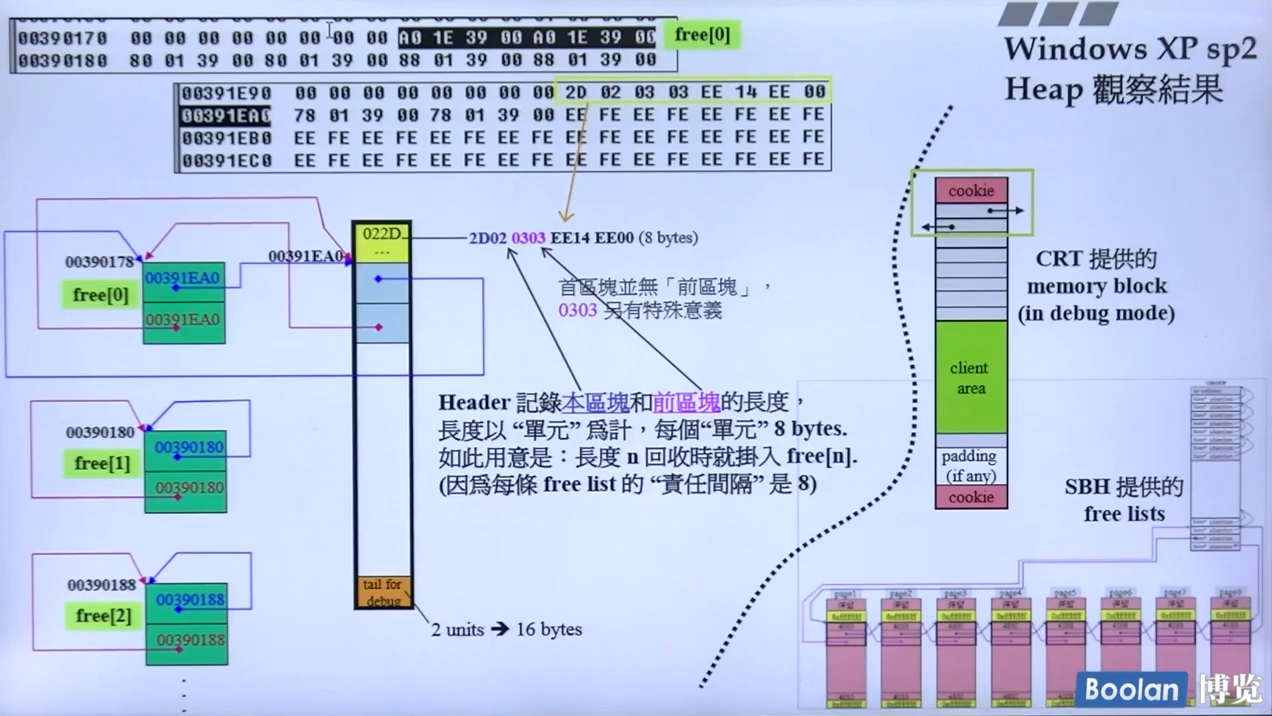 Windows XP sp2
Heap 觀察結果
00390170 00 00 00 00 00 00 00 00 A0 1E 39 00 A0 1E 39 00
free[0]
00390180 80 01 39 00 80 01 39 00 88 01 39 00 88 01 39 00
00391E90 00 00 00 00 00 00 00 00 2D 02 03 03 EE 14 EE 00
00391EA0 78 01 39 00 78 01 39 00 EE FE EE FE EE FE EE FE
00391EB0 EE FE EE FE EE FE EE FE EE FE EE FE EE FE EE FE
00391EC0 EE FE EE FE EE FE EE FE EE FE EE FE EE FE EE FE
00390178
free[0]
00391EA0
00391EA0
00391EA0
022D
...
2D02 0303 EE14 EE00 (8 bytes)
首區塊並無「前區塊」,
0303 另有特殊意義
Header 記錄本區塊和前區塊的長度,
長度以 “單元” 爲計,每個“單元” 8 bytes.
如此用意是:長度 n 回收時就掛入 free[n].
(因爲每條 free list 的 “責任間隔” 是 8)
00390180
free[1]
00390180
00390180
00390188
free[2]
00390188
00390188
tail for
debug
2 units ➔ 16 bytes
cookie
client
area
padding
(if any)
cookie
CRT 提供的
memory block
(in debug mode)
SBH 提供的
free lists
page1 page2 page3 page4 page5 page6 page7 page8
Boolan 博览